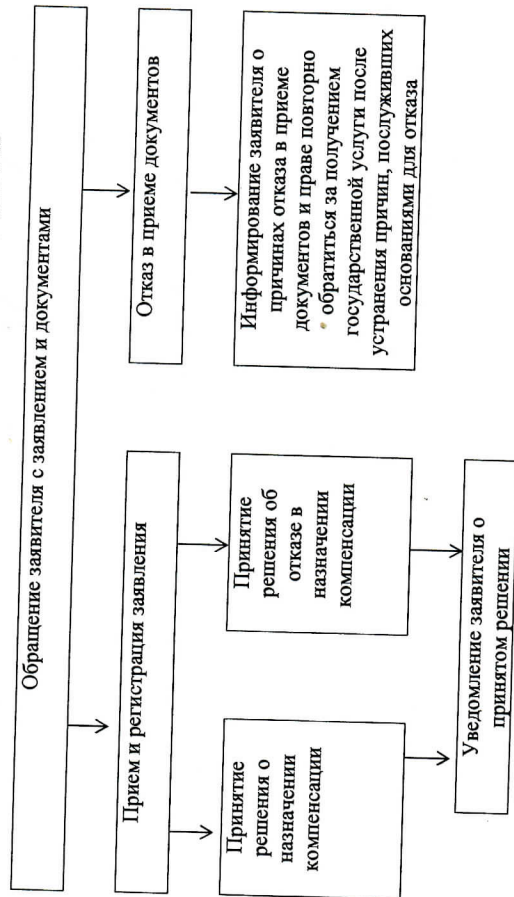 Обращение заявителя с заявлением и документами
Прием и регистрация заявления
Отказ в приеме документов
Принятие
решения о
назначении
компенсации
Принятие
решения об
отказе в
назначении
компенсации
Информирование заявителя о
причинах отказа в приеме
документов и праве повторно
обратиться за получением
государственной услуги после
устранения причин, послуживших
основаниями для отказа
Уведомление заявителя о
принятом решении